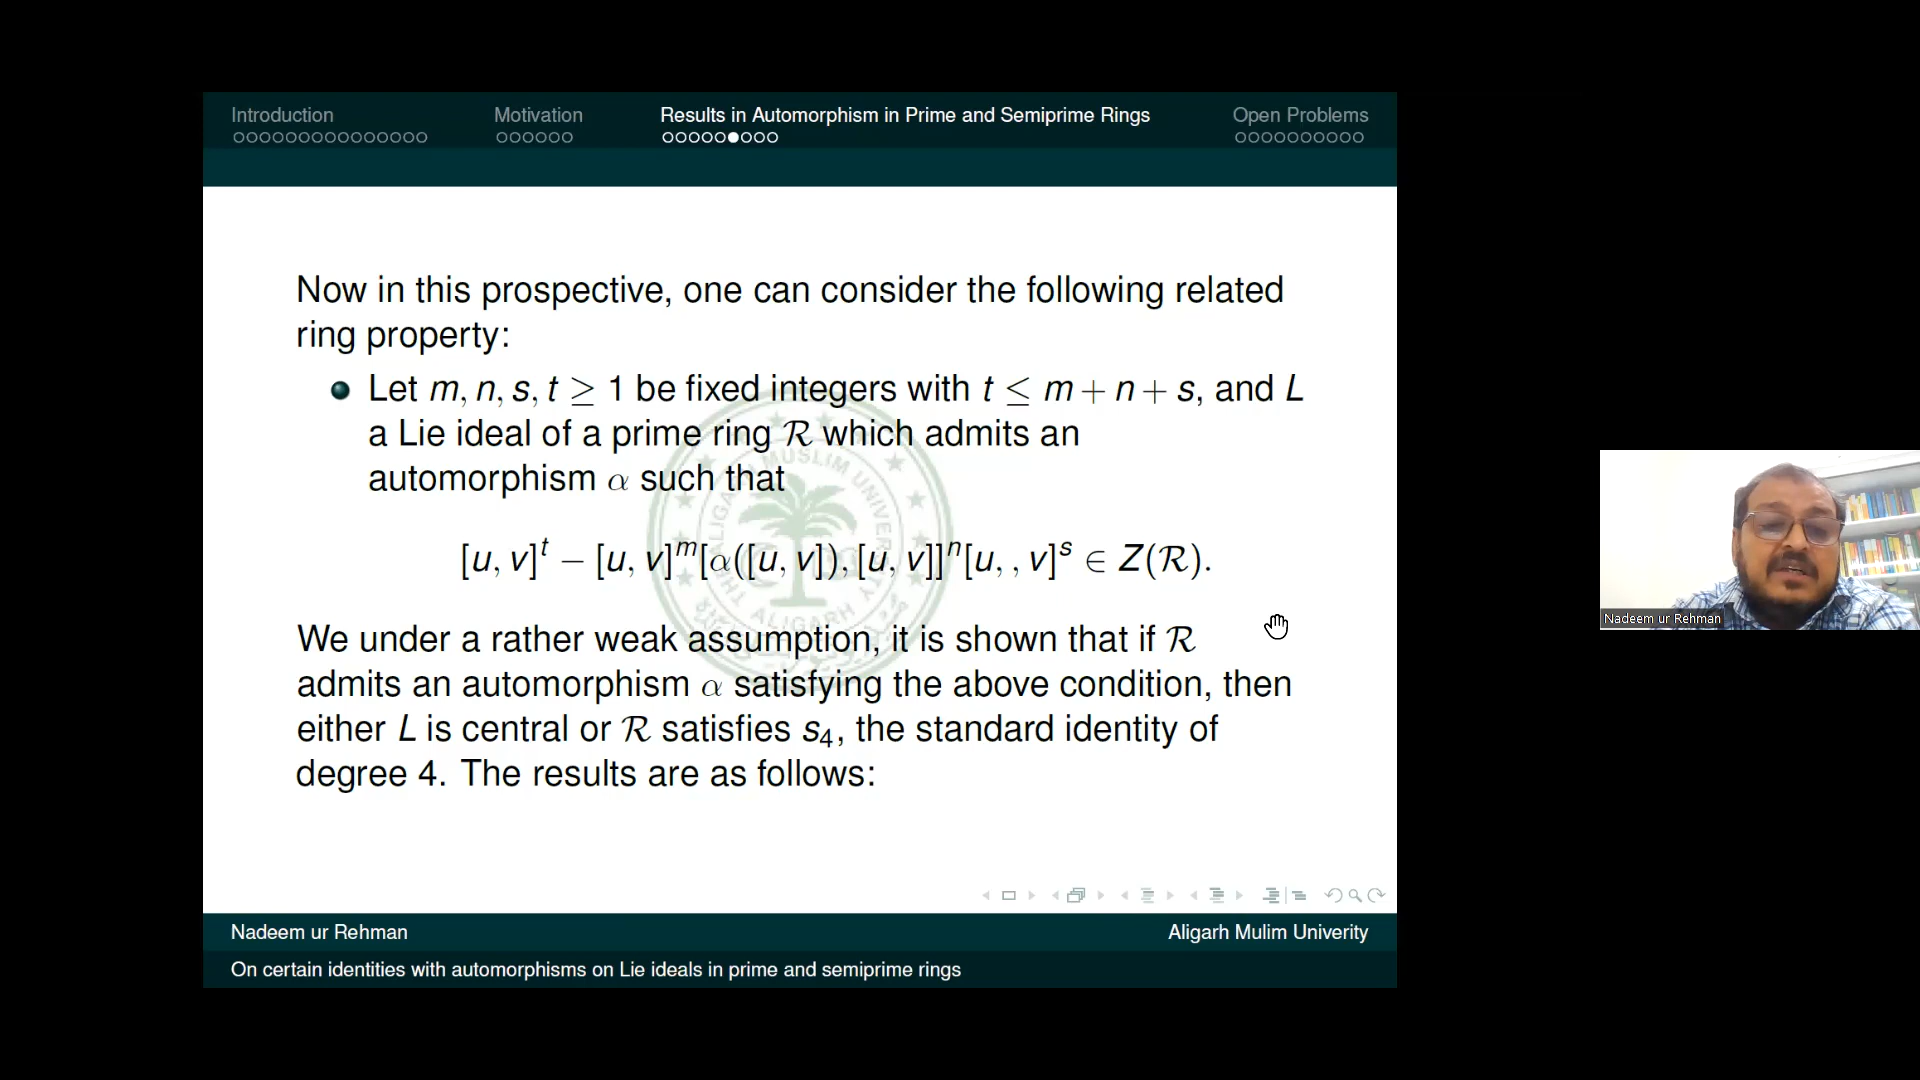 Introduction
Motivation
Results in Automorphism in Prime and Semiprime Rings
Open Problems
Now in this prospective, one can consider the following related
ring property:
Let m, n, s, t ≥ 1 be fixed integers with t ≤ m + n + s, and L
a Lie ideal of a prime ring R which admits an
automorphism α such that
[u, v]^t − [u, v]^m[α([u, v]), [u, v]]^n[u, , v]^s ∈ Z(R).
We under a rather weak assumption, it is shown that if R
admits an automorphism α satisfying the above condition, then
either L is central or R satisfies s₄, the standard identity of
degree 4. The results are as follows:
Nadeem ur Rehman
Aligarh Mulim Univerity
On certain identities with automorphisms on Lie ideals in prime and semiprime rings
Nadeem ur Rehman